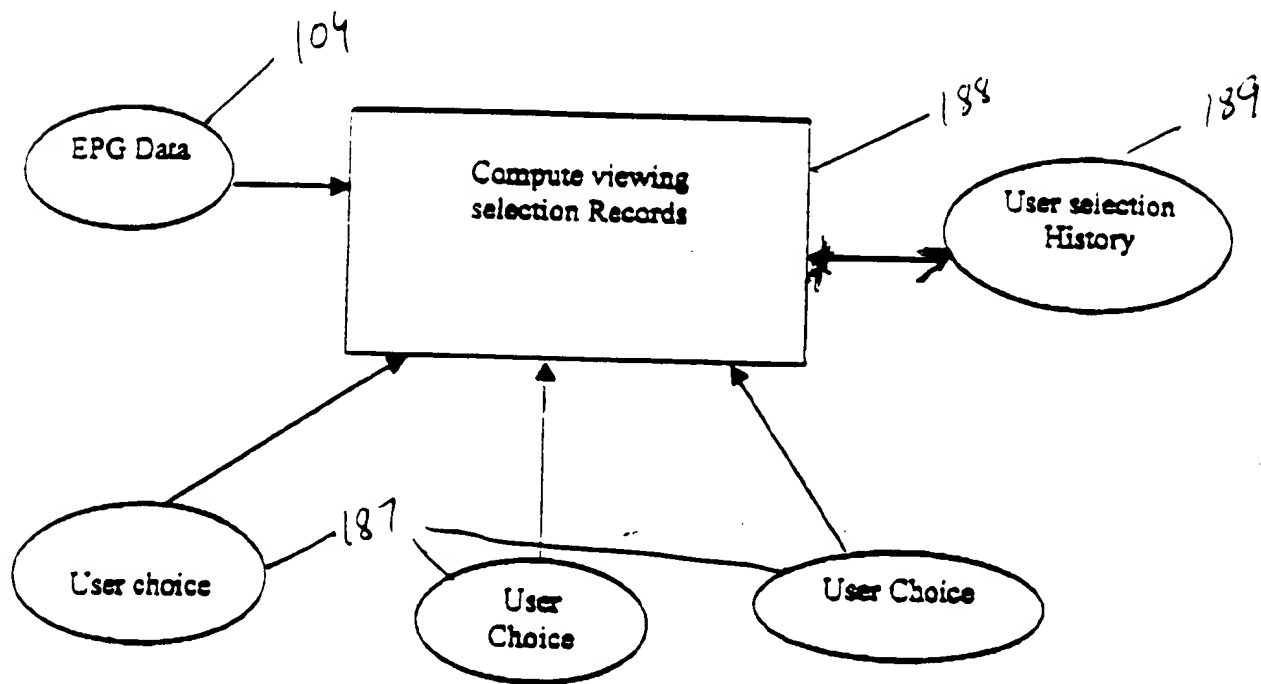 104
EPG Data
Compute viewing
selection Records
188
189
User selection
History
187
User choice
User
Choice
User Choice